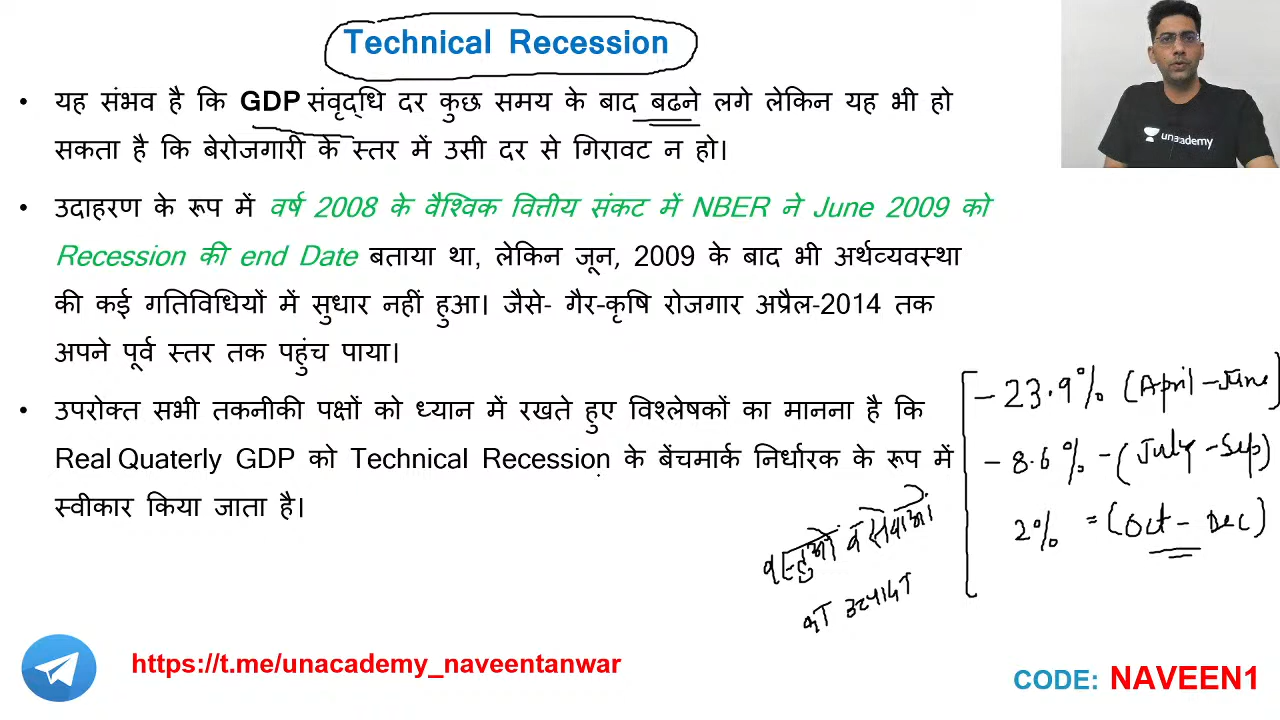 Technical Recession
• यह संभव है कि GDP संवृद्धि दर कुछ समय के बाद बढने लगे लेकिन यह भी हो
सकता है कि बेरोजगारी के स्तर में उसी दर से गिरावट न हो।
unacademy
• उदाहरण के रूप में वर्ष 2008 के वैश्विक वित्तीय संकट में NBER ने June 2009 को
Recession की end Date बताया था, लेकिन जून, 2009 के बाद भी अर्थव्यवस्था
की कई गतिविधियों में सुधार नहीं हुआ। जैसे- गैर-कृषि रोजगार अप्रैल-2014 तक
अपने पूर्व स्तर तक पहुंच पाया।
• उपरोक्त सभी तकनीकी पक्षों को ध्यान में रखते हुए विश्लेषकों का मानना है कि
Real Quaterly GDP को Technical Recession के बेंचमार्क निर्धारक के रूप में
स्वीकार किया जाता है।
- 23.9% (April - June
- 8.6% - (July - Sep)
2% = (Oct - Dec)
वस्तुओं व सेवाओं
का उत्पादन
https://t.me/unacademy_naveentanwar
CODE: NAVEEN1